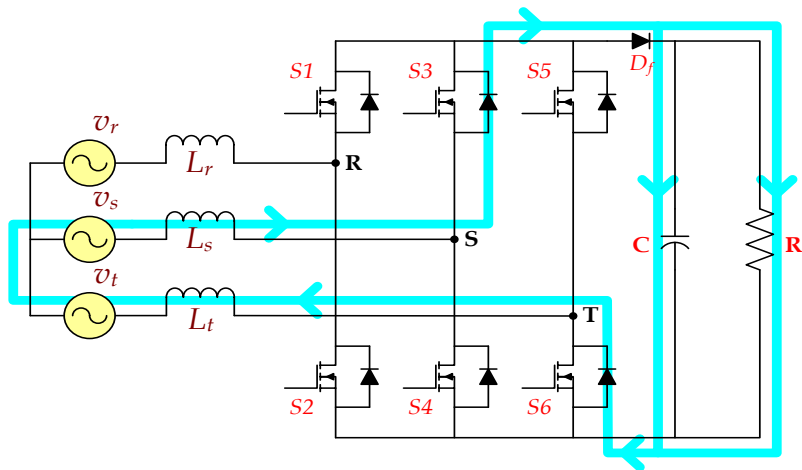 S1 S3 S5 D_f
v_r
L_r R
v_s
L_s S C R
v_t
L_t T
S2 S4 S6